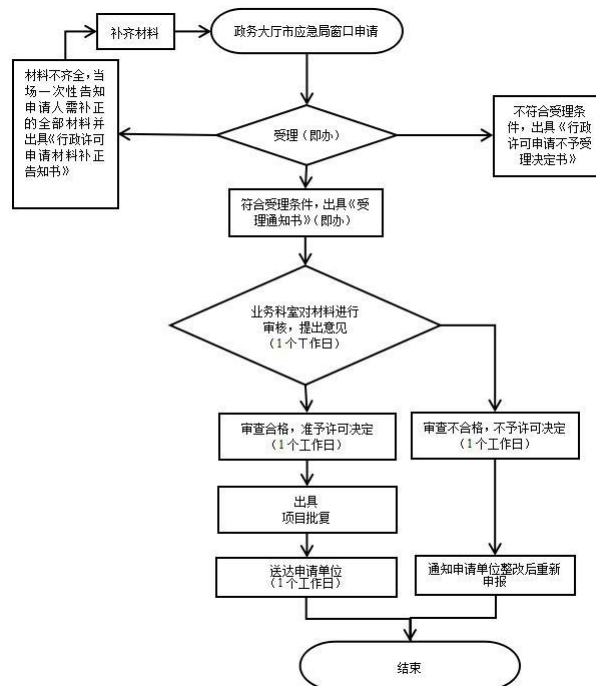 补齐材料
政务大厅市应急局窗口申请
材料不齐全，当
场一次性告知
申请人需补正
的全部材料并
出具《行政许可
申请材料补正
告知书》
受理（即办）
不符合受理条
件，出具《行政
许可申请不予受
理决定书》
符合受理条件，出具《受
理通知书》（即办）
业务科室对材料进行
审核，提出意见
（1个工作日）
审查合格，准予许可决定
（1个工作日）
审查不合格，不予许可决定
（1个工作日）
出具
项目批复
送达申请单位
（1个工作日）
通知申请单位整改后重新
申报
结束